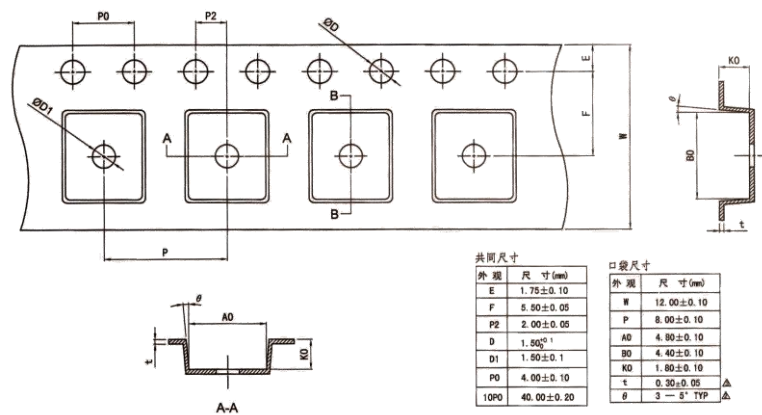 P0
P2
ØD
E
K0
ØD1
B
A
A
F
W
θ
B0
B
P
t
θ
A0
t
K0
A-A
共同尺寸
外 观 尺 寸(mm)
E 1.75±0.10
F 5.50±0.05
P2 2.00±0.05
D 1.50+0.1 0
D1 1.50±0.1
P0 4.00±0.10
10P0 40.00±0.20
口袋尺寸
外 观 尺 寸(mm)
W 12.00±0.10
P 8.00±0.10
A0 4.80±0.10
B0 4.40±0.10
K0 1.80±0.10
t 0.30±0.05
θ 3 — 5° TYP